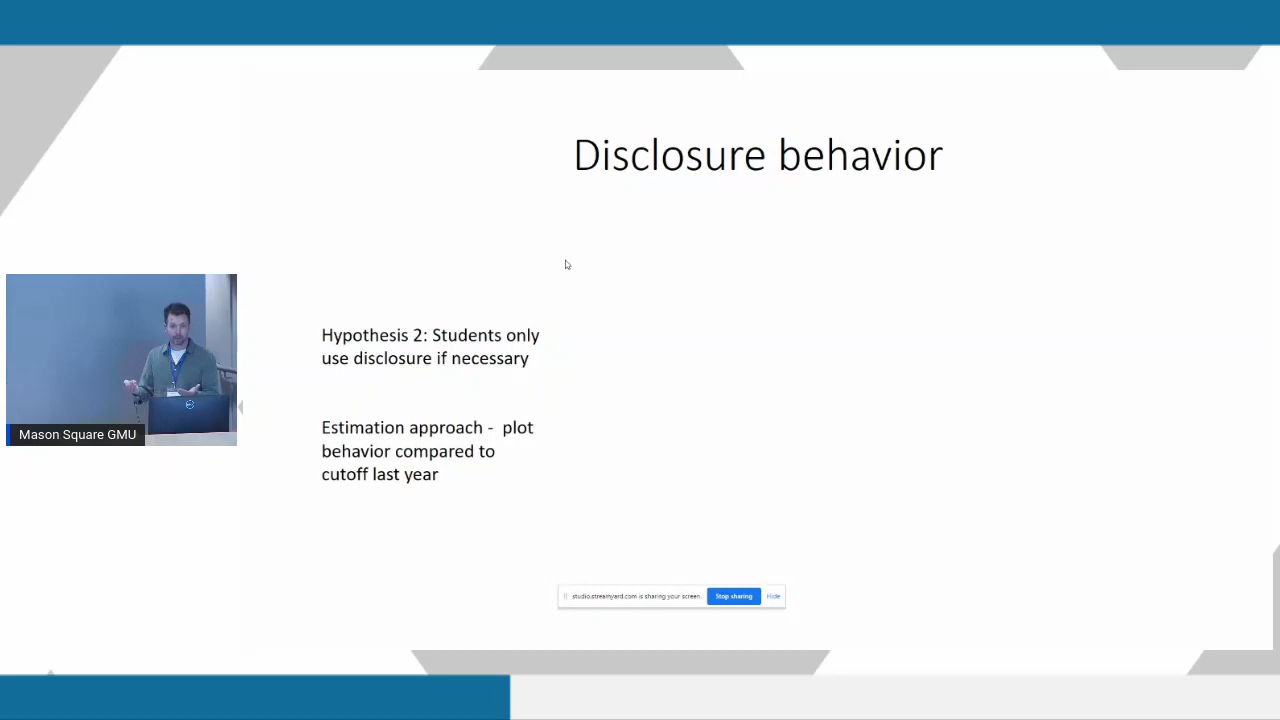 Disclosure behavior
Hypothesis 2: Students only
use disclosure if necessary
Estimation approach - plot
behavior compared to
cutoff last year
Mason Square GMU
studio.streamyard.com is sharing your screen.
Stop sharing
Hide